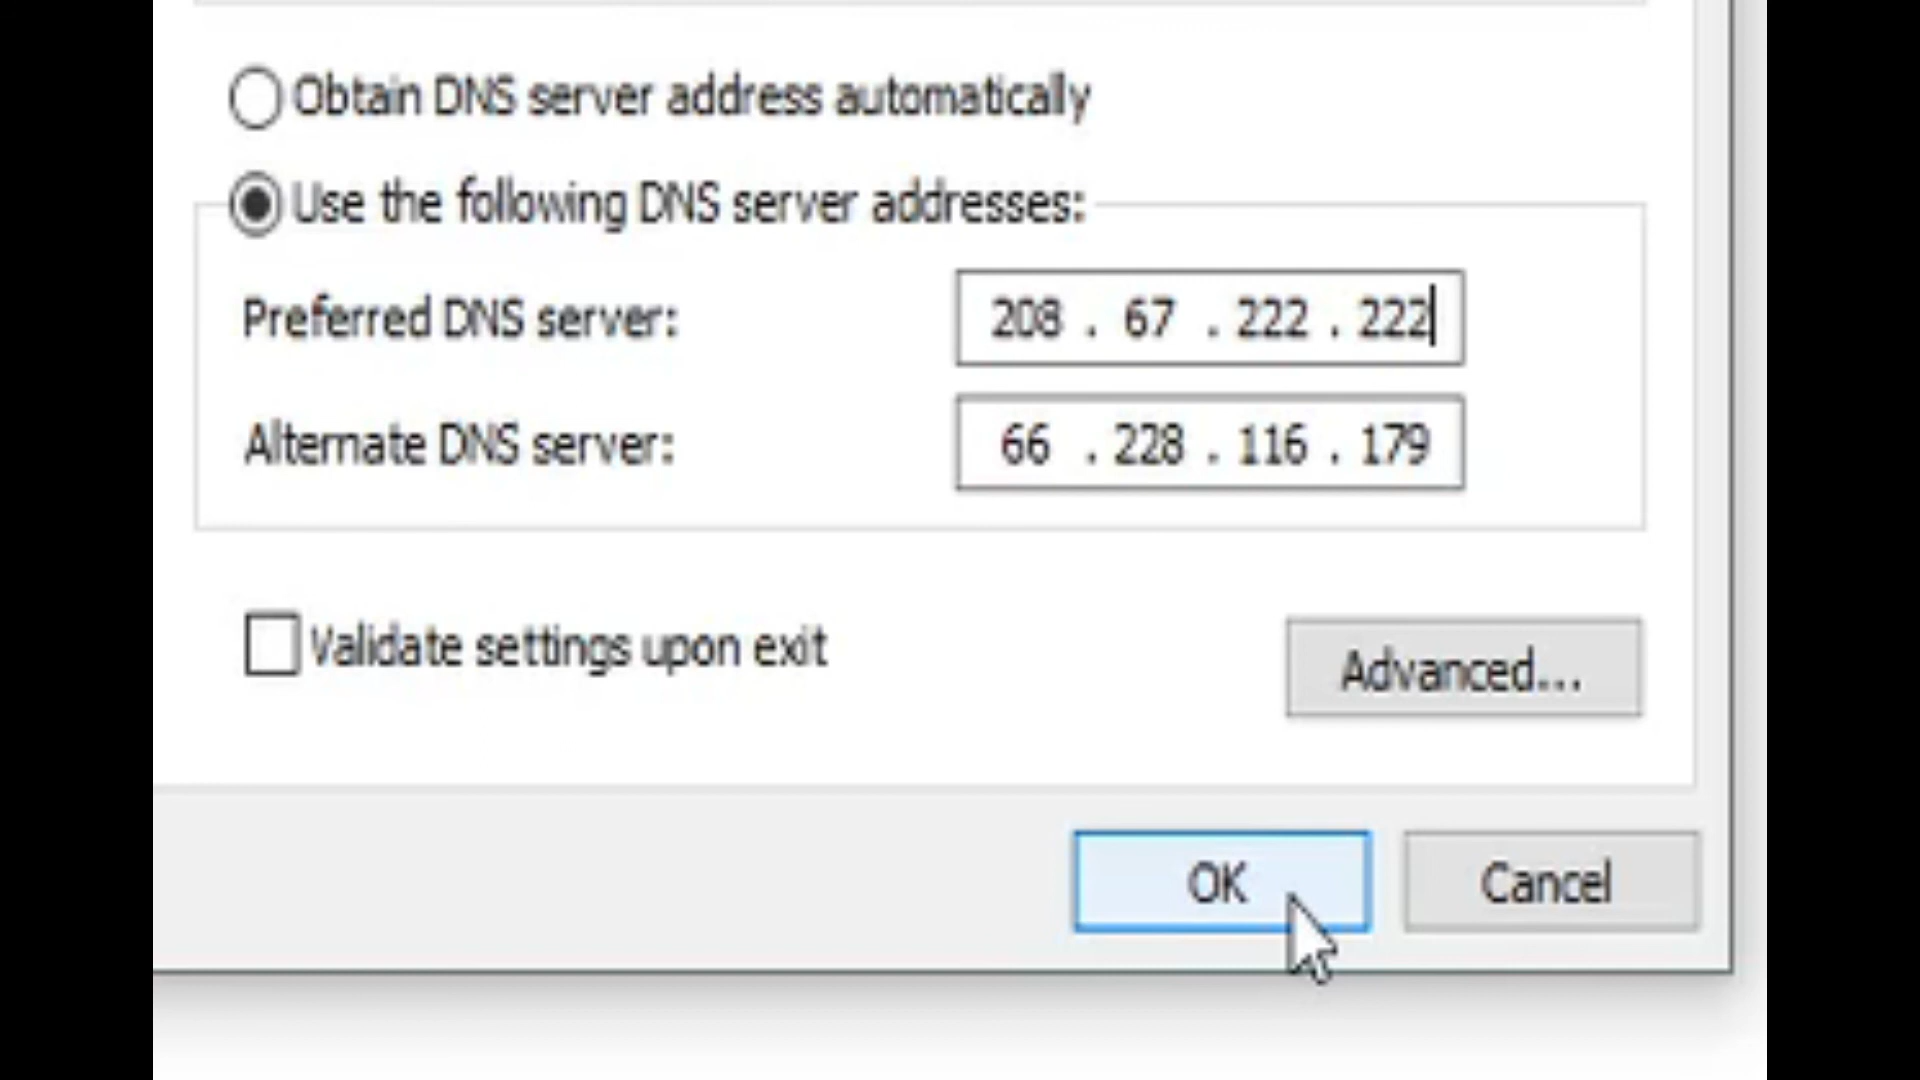 Obtain DNS server address automatically
Use the following DNS server addresses:
Preferred DNS server: 208 . 67 . 222 . 222
Alternate DNS server: 66 . 228 . 116 . 179
Validate settings upon exit
Advanced...
OK Cancel